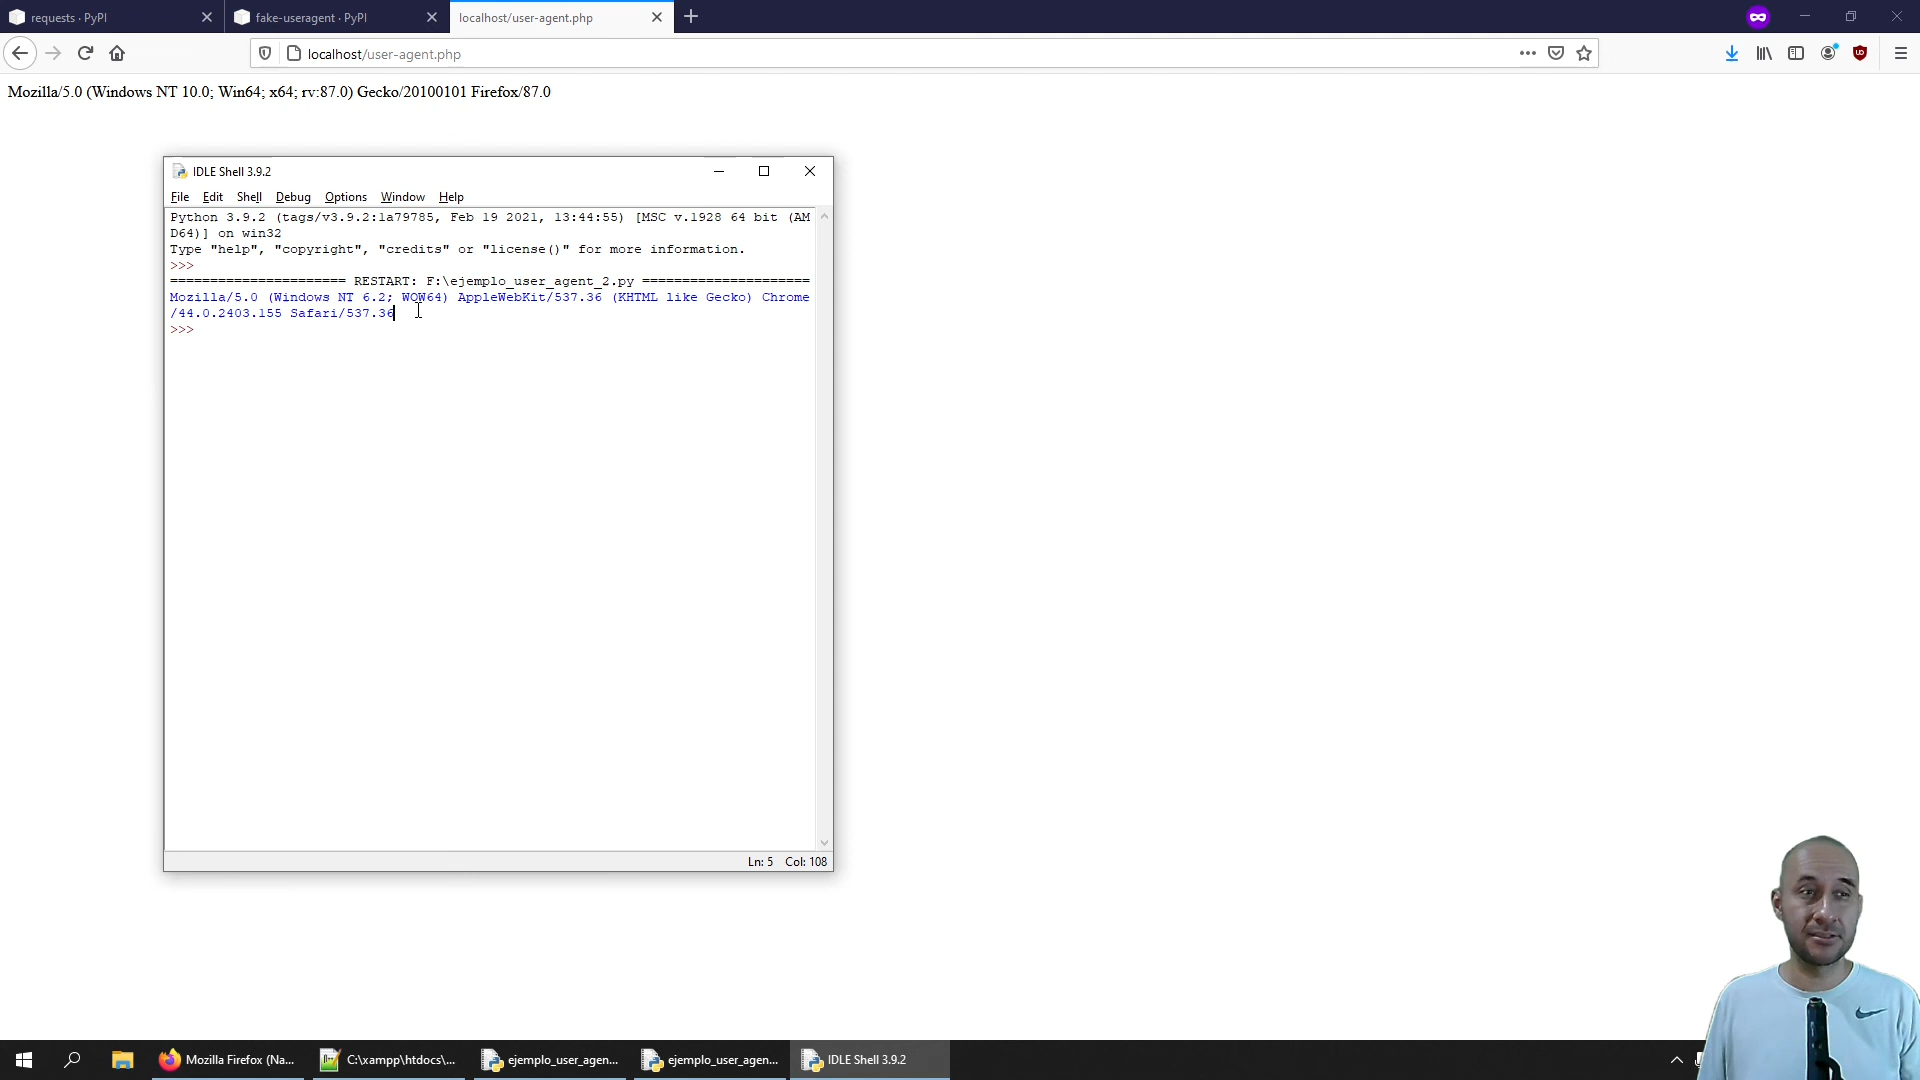 requests · PyPI
fake-useragent · PyPI
localhost/user-agent.php
localhost/user-agent.php
Mozilla/5.0 (Windows NT 10.0; Win64; x64; rv:87.0) Gecko/20100101 Firefox/87.0
IDLE Shell 3.9.2
File Edit Shell Debug Options Window Help
Python 3.9.2 (tags/v3.9.2:1a79785, Feb 19 2021, 13:44:55) [MSC v.1928 64 bit (AM
D64)] on win32
Type "help", "copyright", "credits" or "license()" for more information.
>>>
====================== RESTART: F:\ejemplo_user_agent_2.py =====================
Mozilla/5.0 (Windows NT 6.2; WOW64) AppleWebKit/537.36 (KHTML like Gecko) Chrome
/44.0.2403.155 Safari/537.36
>>>
Ln: 5 Col: 108
Mozilla Firefox (Na...
C:\xampp\htdocs\...
ejemplo_user_agen...
ejemplo_user_agen...
IDLE Shell 3.9.2